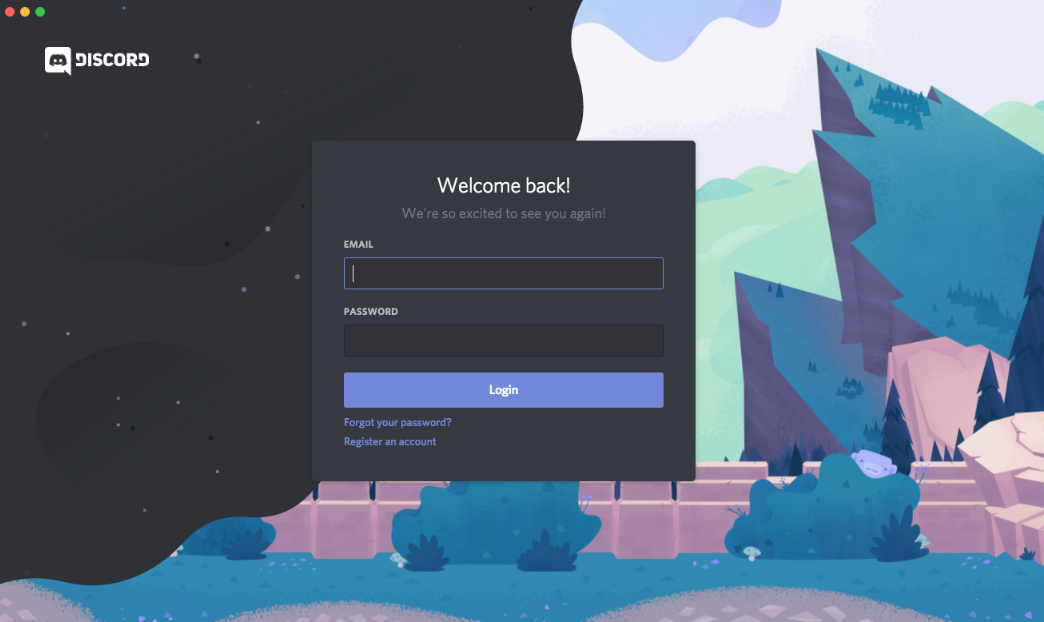 DISCORD
Welcome back!
We're so excited to see you again!
EMAIL
PASSWORD
Login
Forgot your password?
Register an account